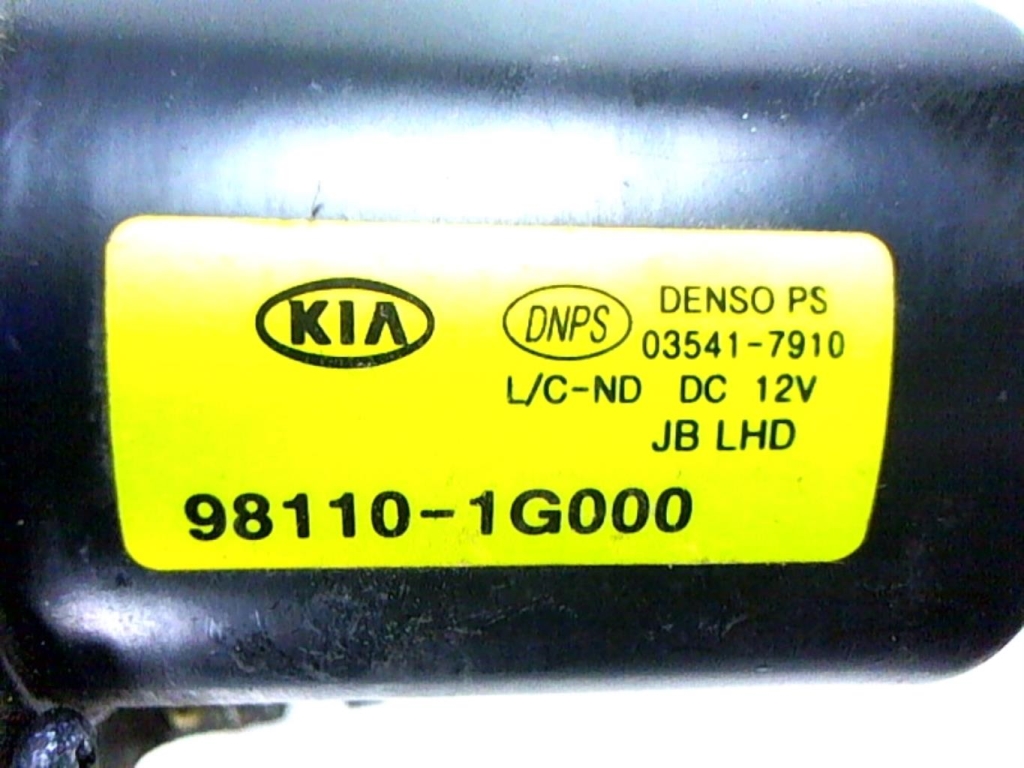 KIA
DNPS
DENSO PS
03541-7910
L/C-ND DC 12V
JB LHD
98110-1G000